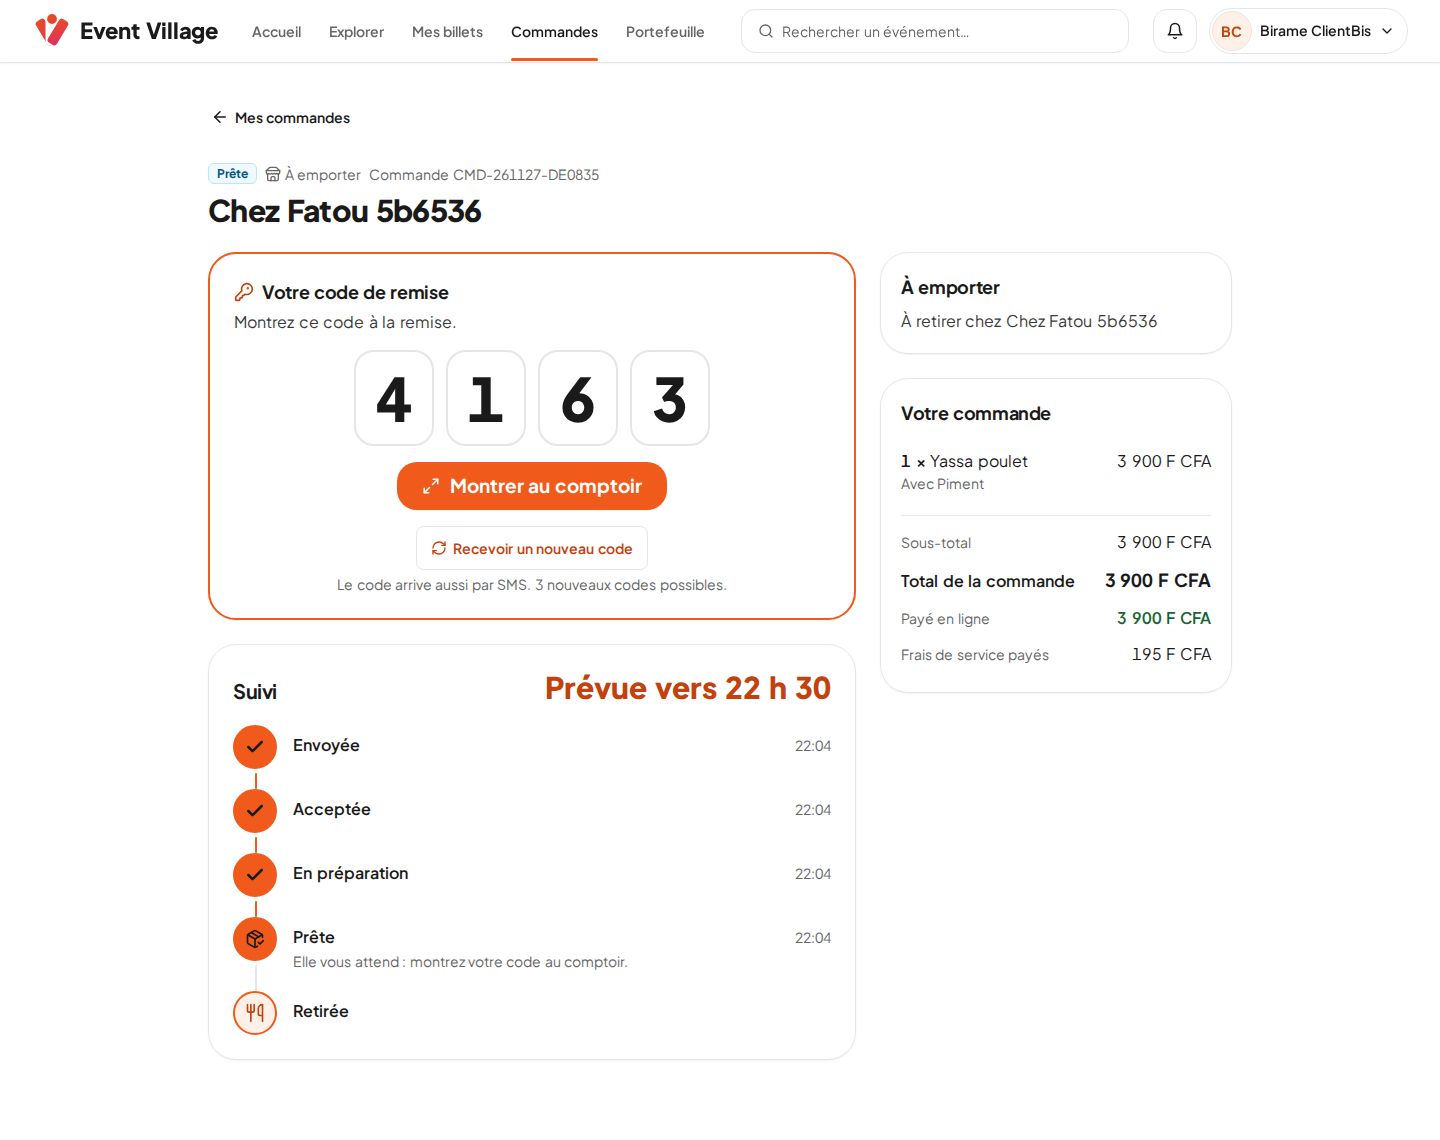 Event Village
Accueil
Explorer
Mes billets
Commandes
Portefeuille
Rechercher un événement...
BC
Birame ClientBis
Mes commandes
Prête
À emporter
Commande CMD-261127-DE0835
Chez Fatou 5b6536
Votre code de remise
Montrez ce code à la remise.
4 1 6 3
Montrer au comptoir
Recevoir un nouveau code
Le code arrive aussi par SMS. 3 nouveaux codes possibles.
Suivi
Prévue vers 22 h 30
Envoyée 22:04
Acceptée 22:04
En préparation 22:04
Prête 22:04
Elle vous attend : montrez votre code au comptoir.
Retirée
À emporter
À retirer chez Chez Fatou 5b6536
Votre commande
1 × Yassa poulet 3 900 F CFA
Avec Piment
Sous-total 3 900 F CFA
Total de la commande 3 900 F CFA
Payé en ligne 3 900 F CFA
Frais de service payés 195 F CFA